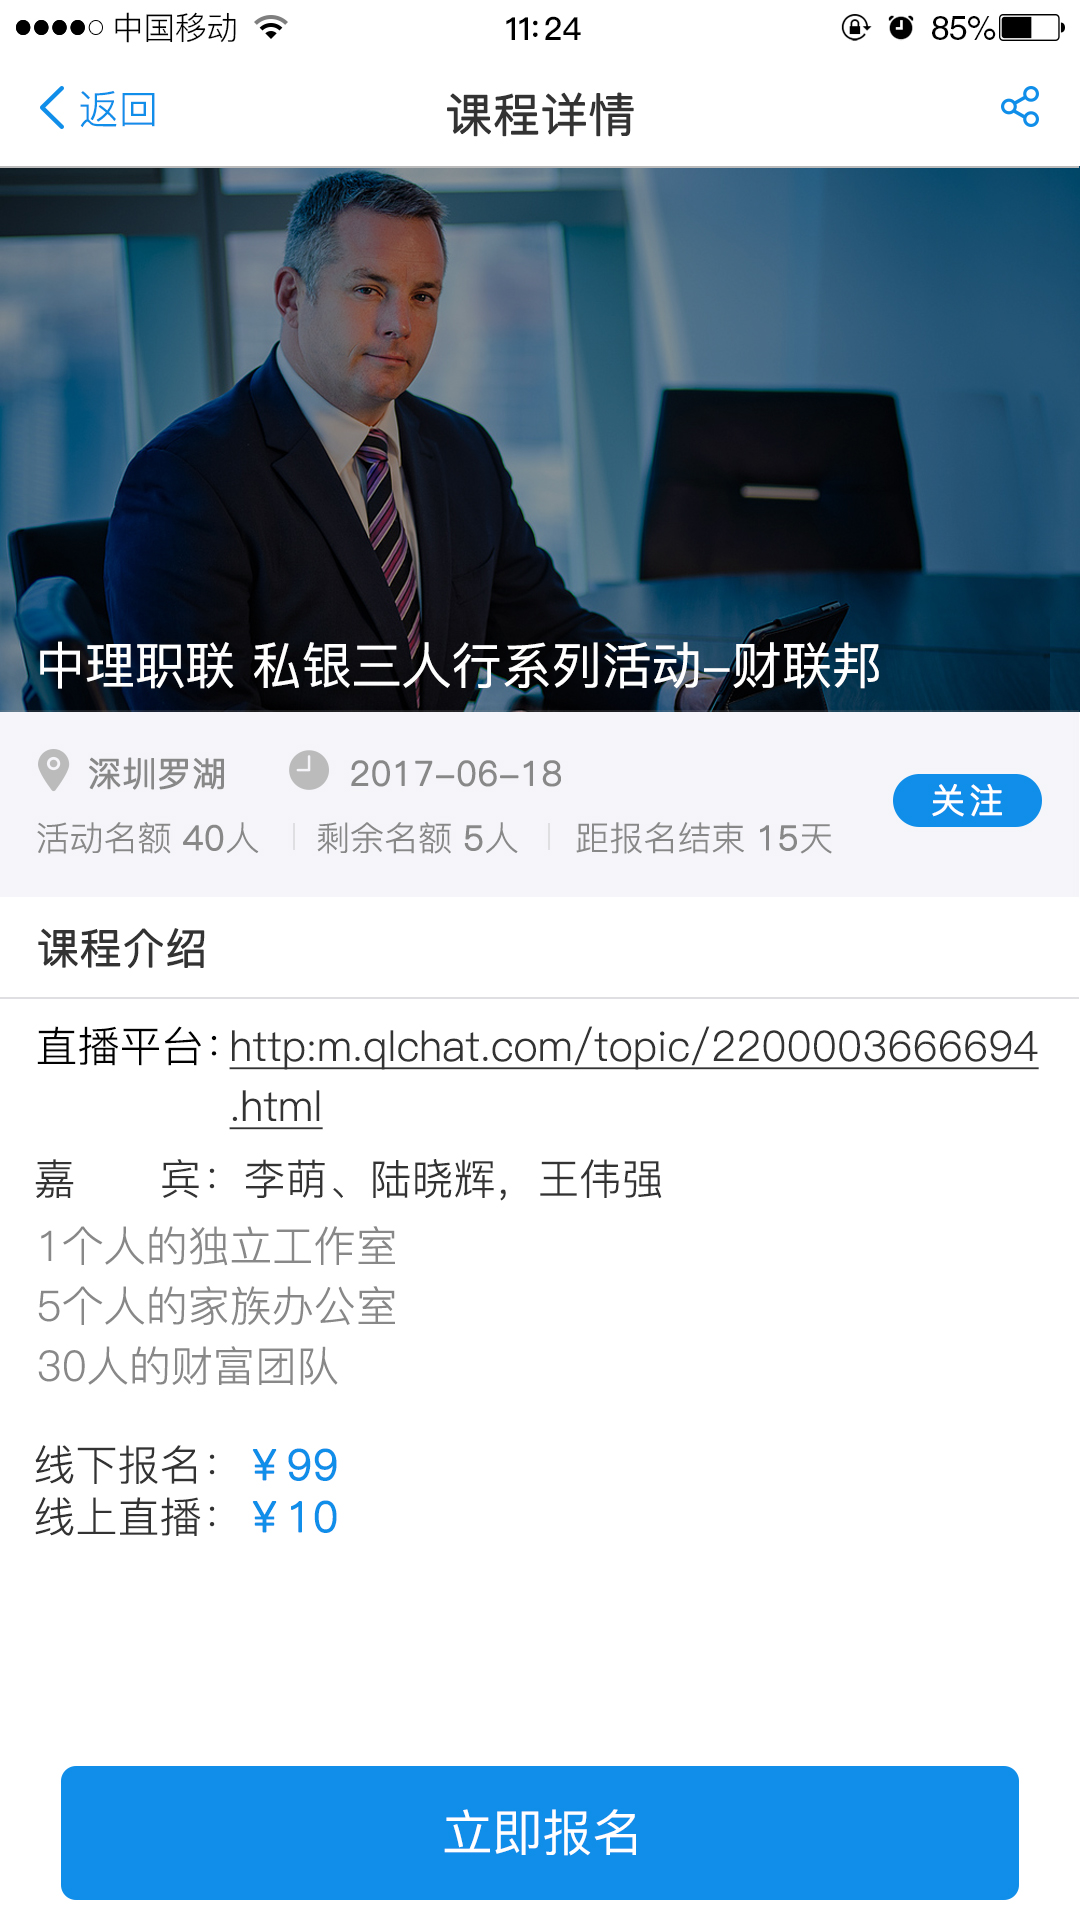 中国移动 11:24 85%
返回 课程详情
中理职联 私银三人行系列活动–财联邦
深圳罗湖 2017–06–18
关注
活动名额 40人 剩余名额 5人 距报名结束 15天
课程介绍
直播平台：http:m.qlchat.com/topic/2200003666694
.html
嘉 宾：李萌、陆晓辉，王伟强
1个人的独立工作室
5个人的家族办公室
30人的财富团队
线下报名：￥99
线上直播：￥10
立即报名